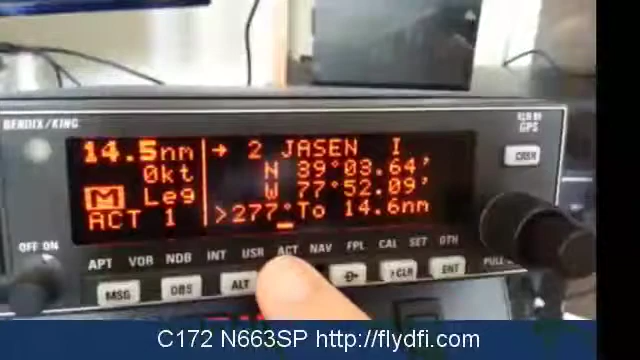 BENDIX/KING
KLR 89
GPS
14.5nm
0kt
M Leg
ACT 1
→ 2 JASEN I
N 39°03.64'
W 77°52.09'
>277°To 14.6nm
CRSR
OFF ON
APT VOR NDB INT USR ACT NAV FPL CAL SET OTH
PULL
MSG OBS ALT D >CLR ENT
C172 N663SP http://flydfi.com